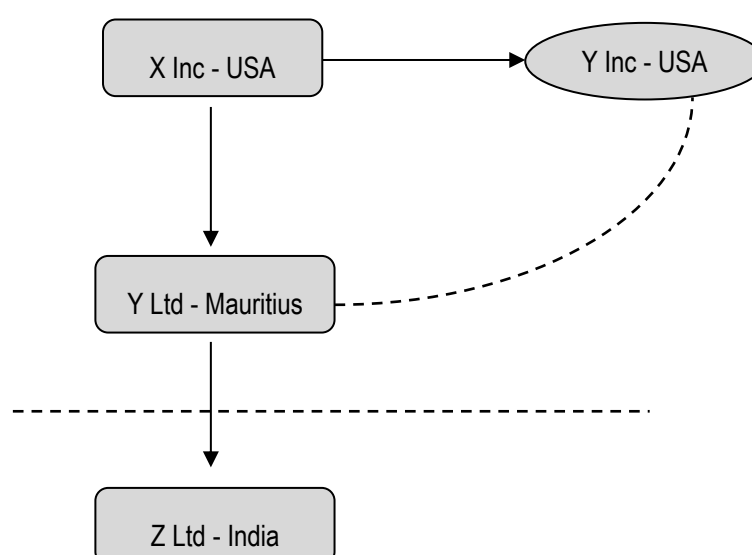 X Inc - USA
Y Inc - USA
Y Ltd - Mauritius
Z Ltd - India